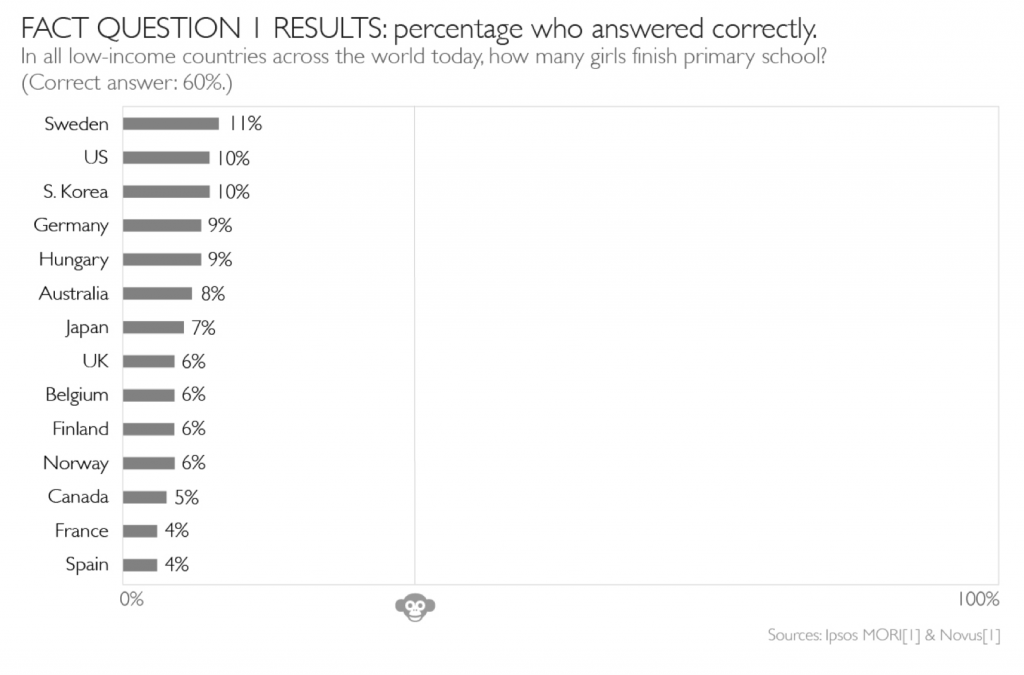 FACT QUESTION 1 RESULTS: percentage who answered correctly.
In all low-income countries across the world today, how many girls finish primary school?
(Correct answer: 60%.)
Sweden 11%
US 10%
S. Korea 10%
Germany 9%
Hungary 9%
Australia 8%
Japan 7%
UK 6%
Belgium 6%
Finland 6%
Norway 6%
Canada 5%
France 4%
Spain 4%
0% 100%
Sources: Ipsos MORI[1] & Novus[1]